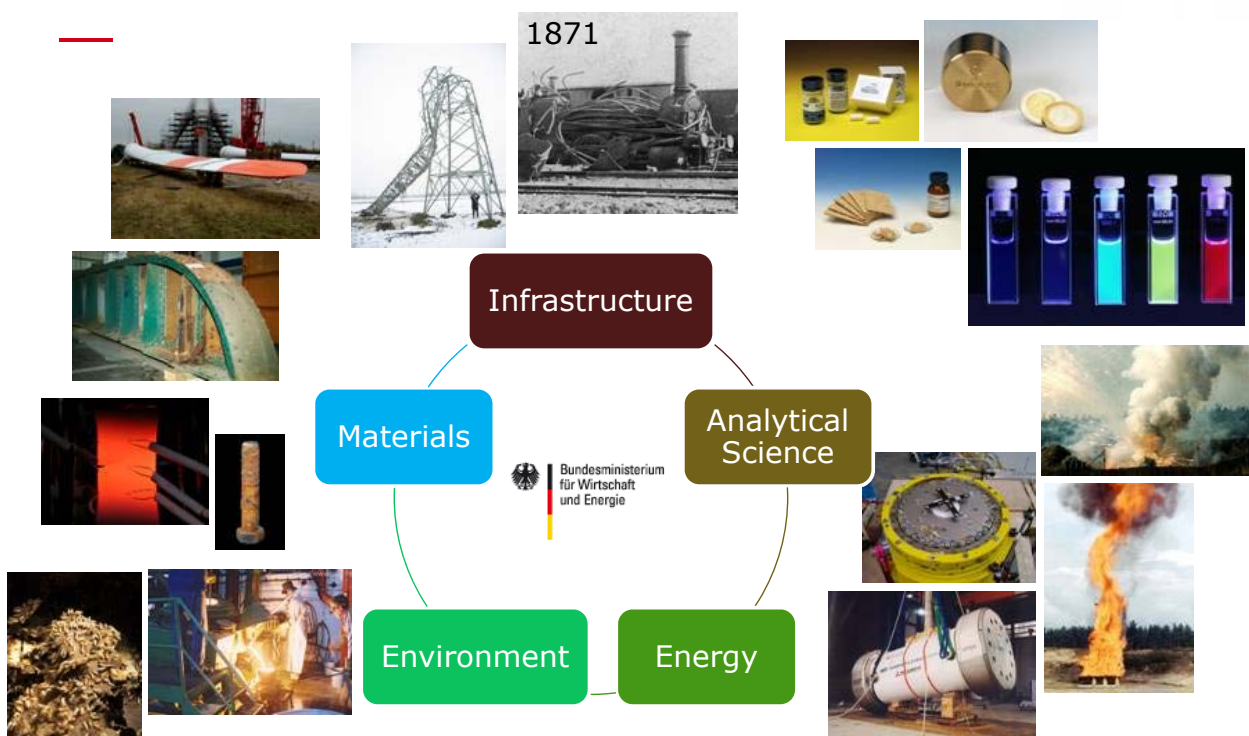 1871
Infrastructure
Materials
Analytical
Science
Bundesministerium
für Wirtschaft
und Energie
Environment
Energy